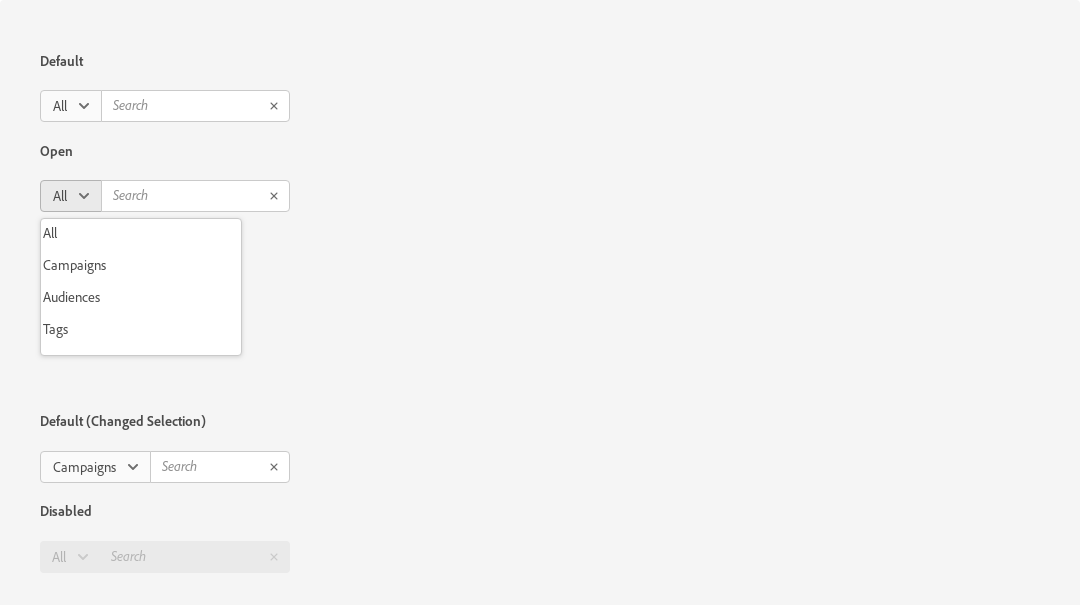 Default
All Search
Open
All Search
All
Campaigns
Audiences
Tags
Default (Changed Selection)
Campaigns Search
Disabled
All Search